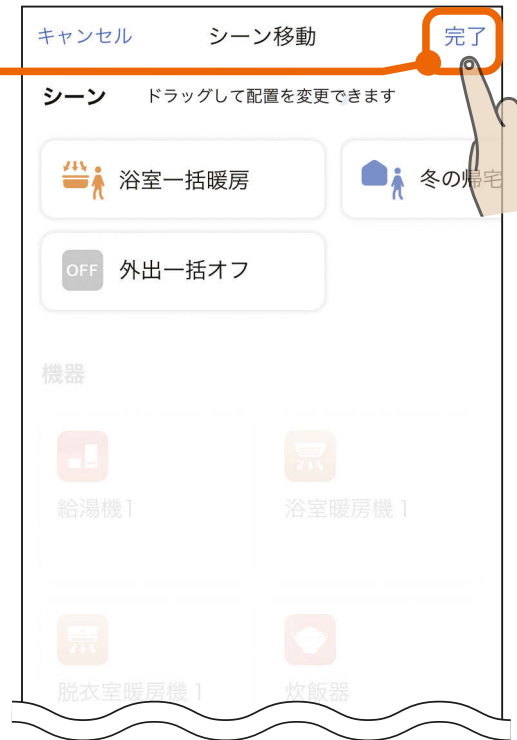 キャンセル シーン移動 完了
シーン ドラッグして配置を変更できます
浴室一括暖房 冬の帰宅
OFF 外出一括オフ
機器
給湯機1 浴室暖房機1
脱衣室暖房機1 炊飯器